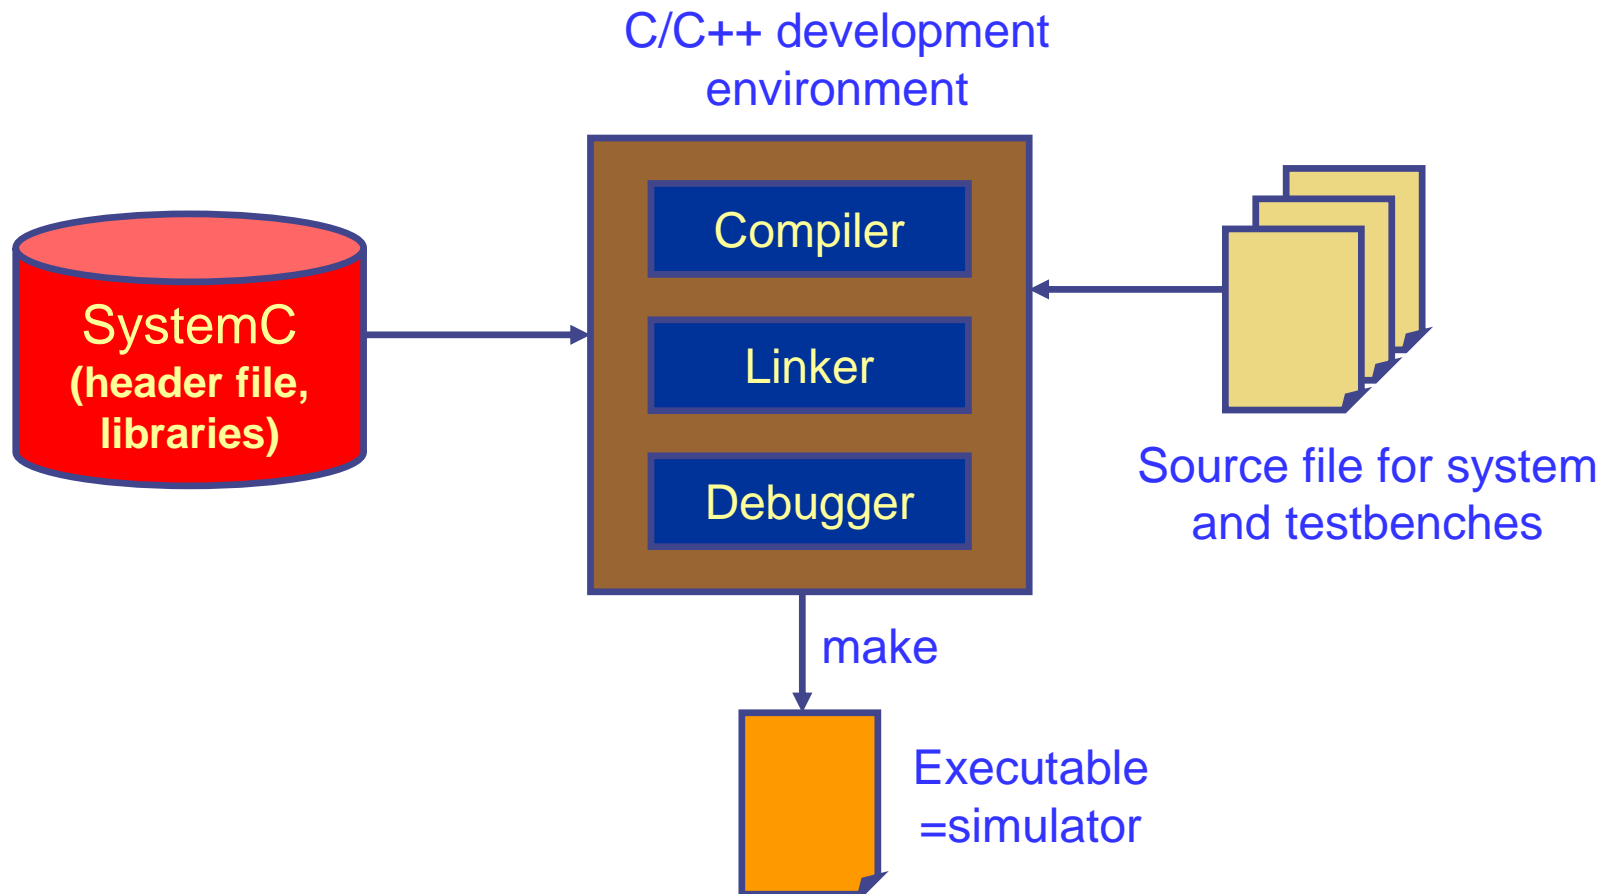 C/C++ development
environment
Compiler
SystemC
(header file,
libraries)
Linker
Debugger
Source file for system
and testbenches
make
Executable
=simulator